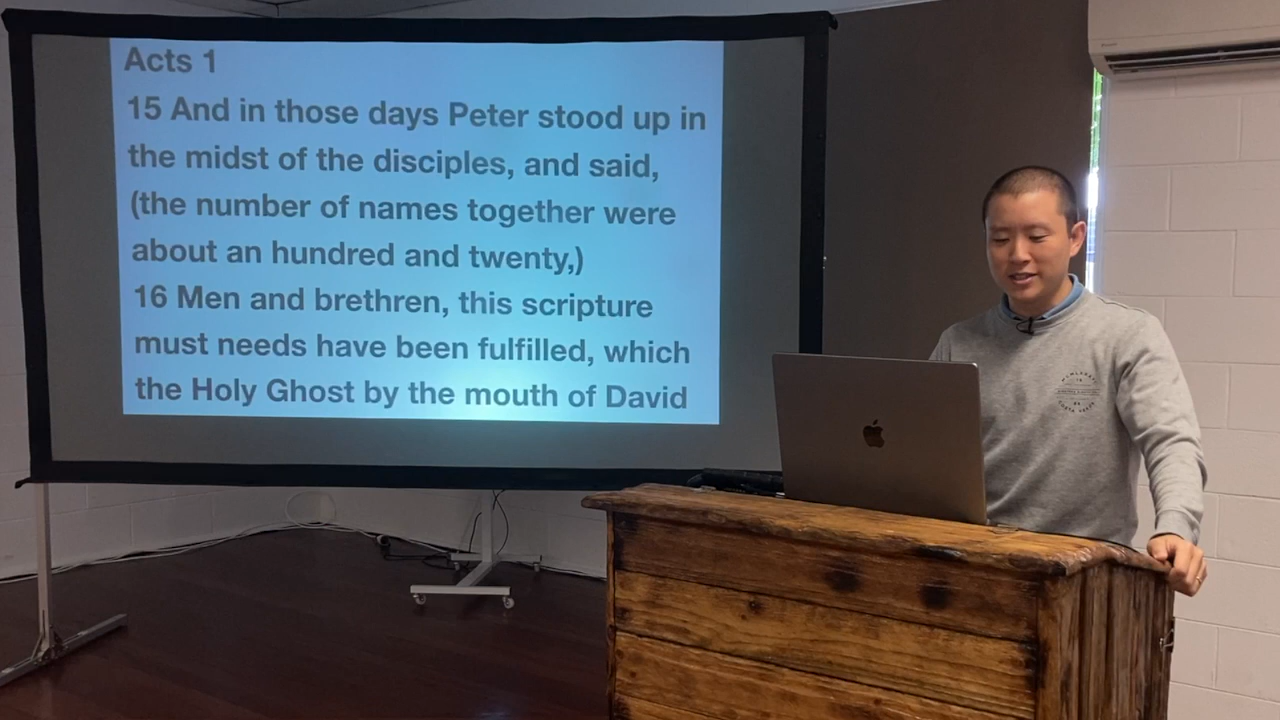 Acts 1
15 And in those days Peter stood up in
the midst of the disciples, and said,
(the number of names together were
about an hundred and twenty,)
16 Men and brethren, this scripture
must needs have been fulfilled, which
the Holy Ghost by the mouth of David